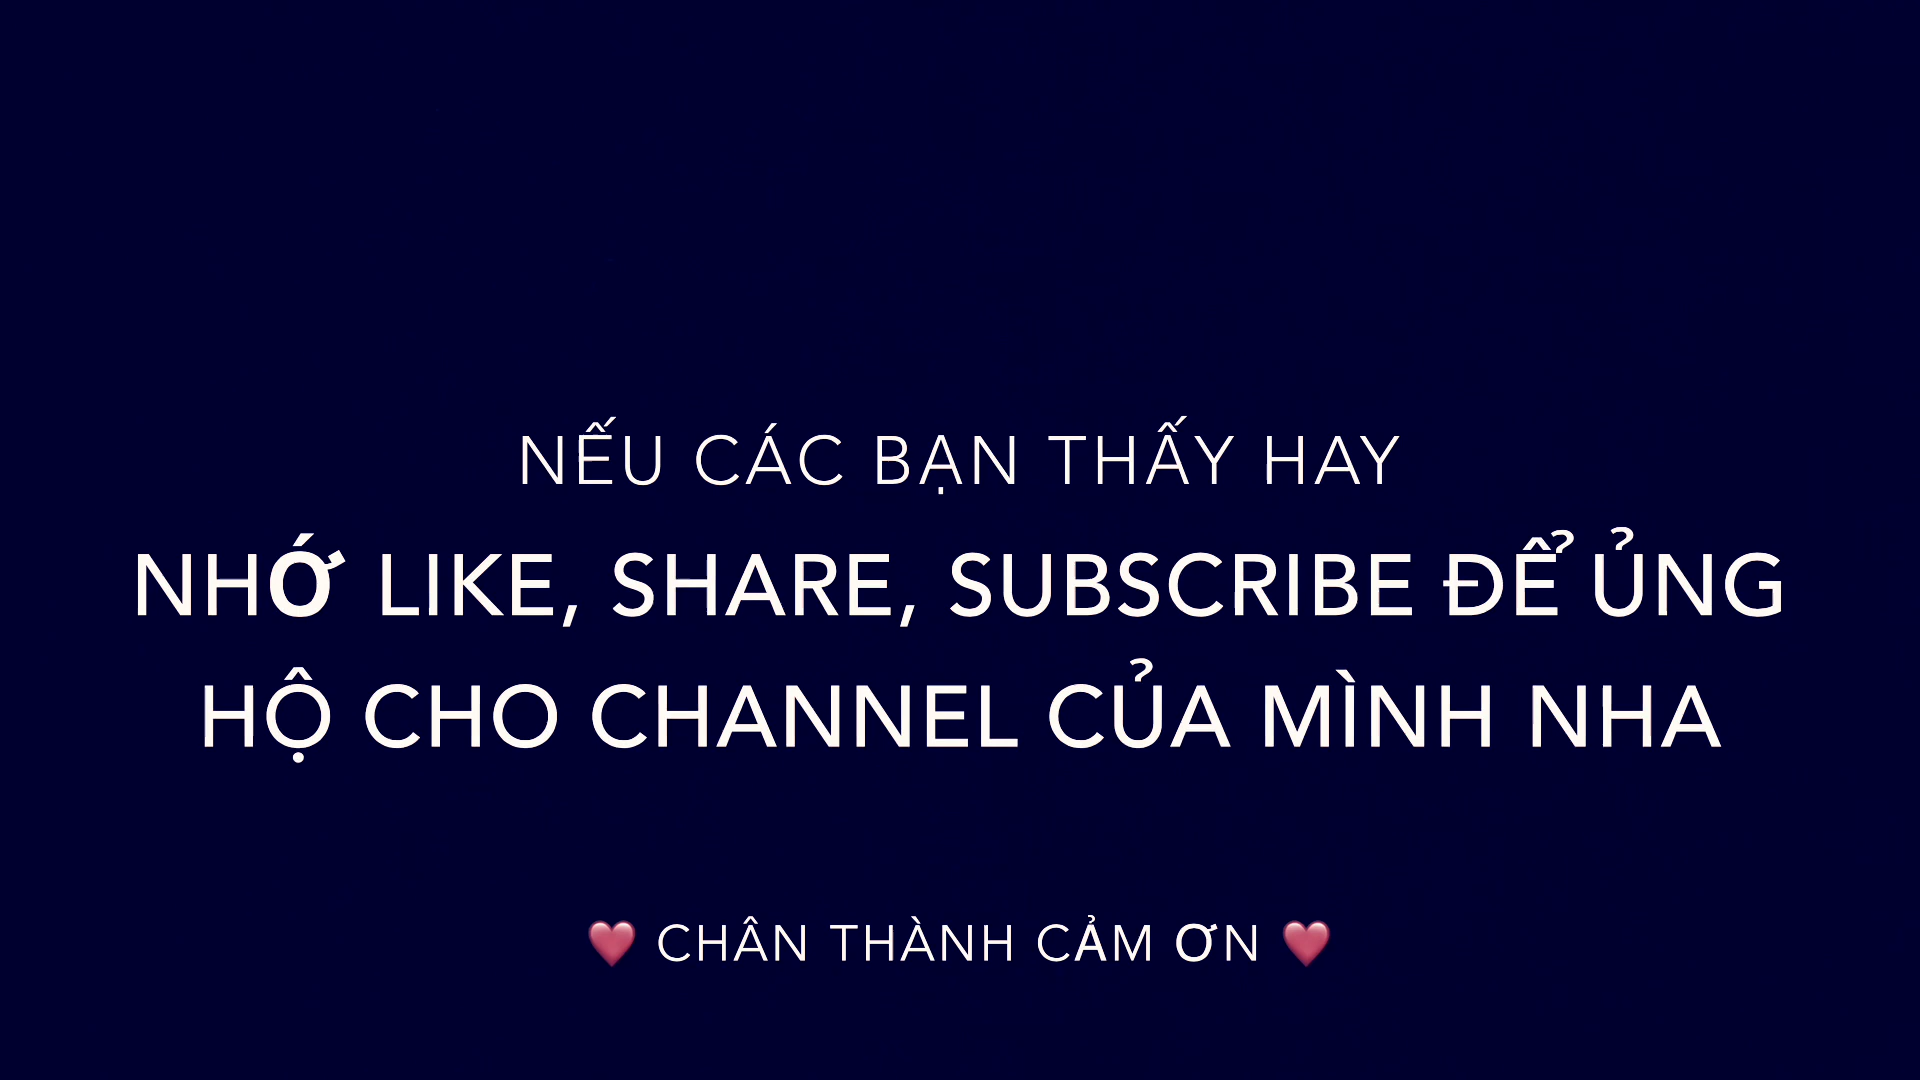 NẾU CÁC BẠN THẤY HAY
NHỚ LIKE, SHARE, SUBSCRIBE ĐỂ ỦNG
HỘ CHO CHANNEL CỦA MÌNH NHA
💗 CHÂN THÀNH CẢM ƠN 💗